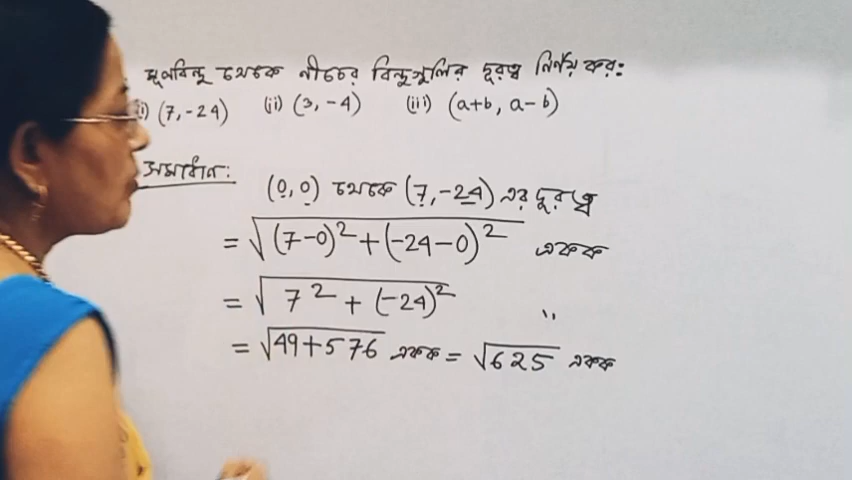 মূলবিন্দু থেকে নীচের বিন্দুগুলির দূরত্ব নির্ণয় কর:
(i) (7,-24) (ii) (3, -4) (iii) (a+b, a-b)
সমাধান:
(0,0) থেকে (7,-24) এর দূরত্ব
= √(7-0)² + (-24-0)² একক
= √7² + (-24)² "
= √49+576 একক = √625 একক